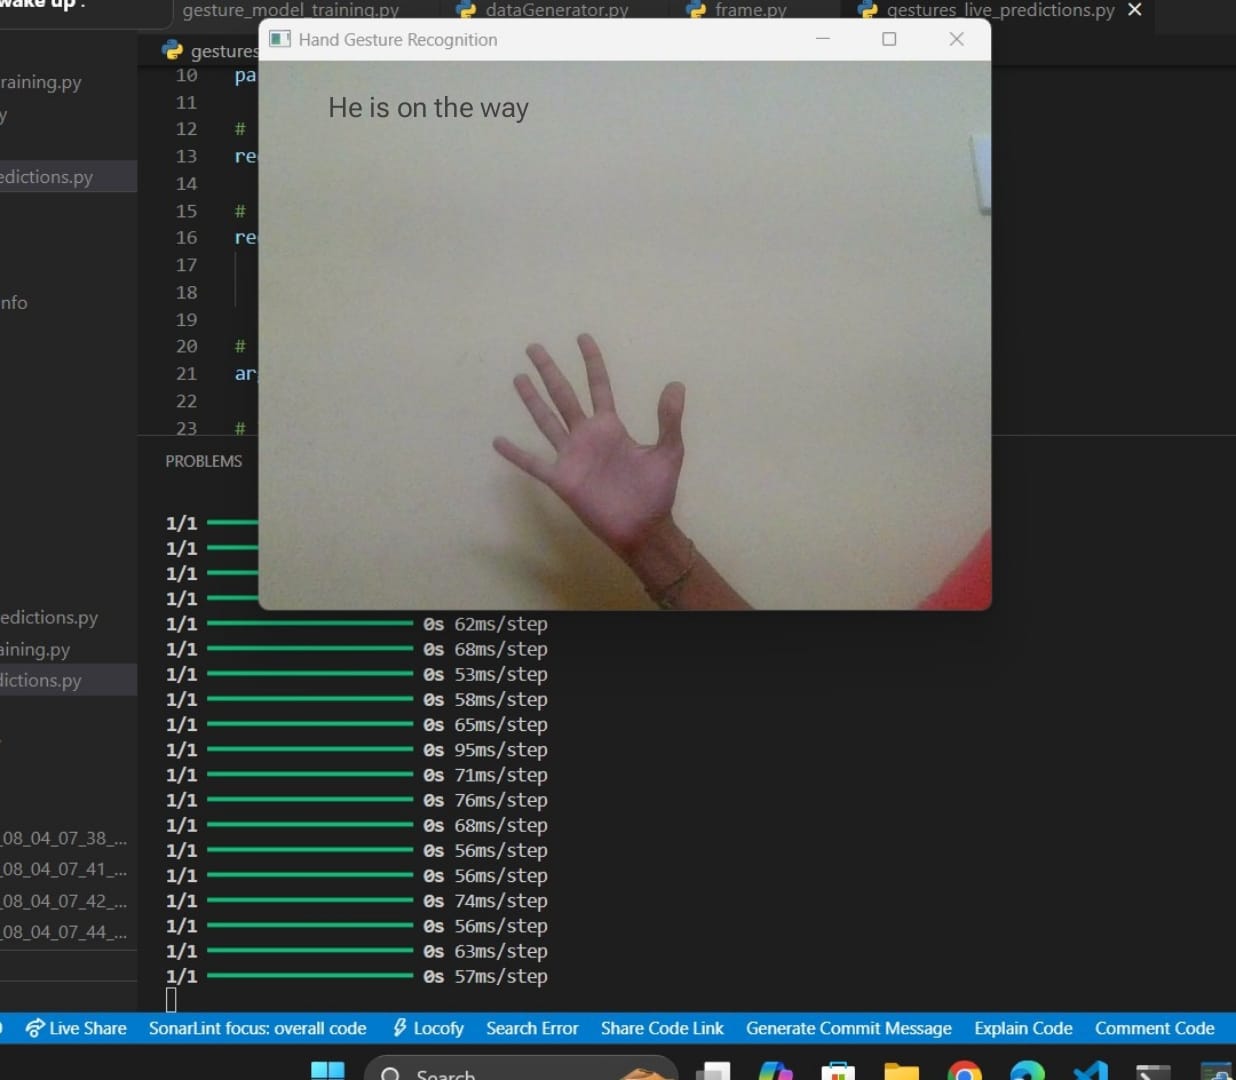 wake up .
gesture_model_training.py
dataGenerator.py
frame.py
gestures_live_predictions.py
gestures
Hand Gesture Recognition
He is on the way
raining.py
y
edictions.py
nfo
edictions.py
aining.py
dictions.py
_08_04_07_38_...
_08_04_07_41_...
_08_04_07_42_...
_08_04_07_44_...
10 pa
11
12 #
13 re
14
15 #
16 re
17
18
19
20 #
21 ar
22
23 #
PROBLEMS
1/1
1/1
1/1
1/1
1/1 0s 62ms/step
1/1 0s 68ms/step
1/1 0s 53ms/step
1/1 0s 58ms/step
1/1 0s 65ms/step
1/1 0s 95ms/step
1/1 0s 71ms/step
1/1 0s 76ms/step
1/1 0s 68ms/step
1/1 0s 56ms/step
1/1 0s 56ms/step
1/1 0s 74ms/step
1/1 0s 56ms/step
1/1 0s 63ms/step
1/1 0s 57ms/step
Live Share SonarLint focus: overall code Locofy Search Error Share Code Link Generate Commit Message Explain Code Comment Code
Search